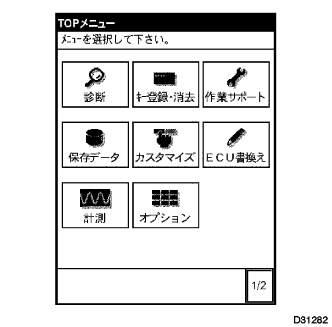 TOPメニュー
ﾒﾆｭｰを選択して下さい。
診断
ｷｰ登録・消去
作業サポート
保存データ
カスタマイズ
ＥＣＵ書換え
計測
オプション
1/2
D31282